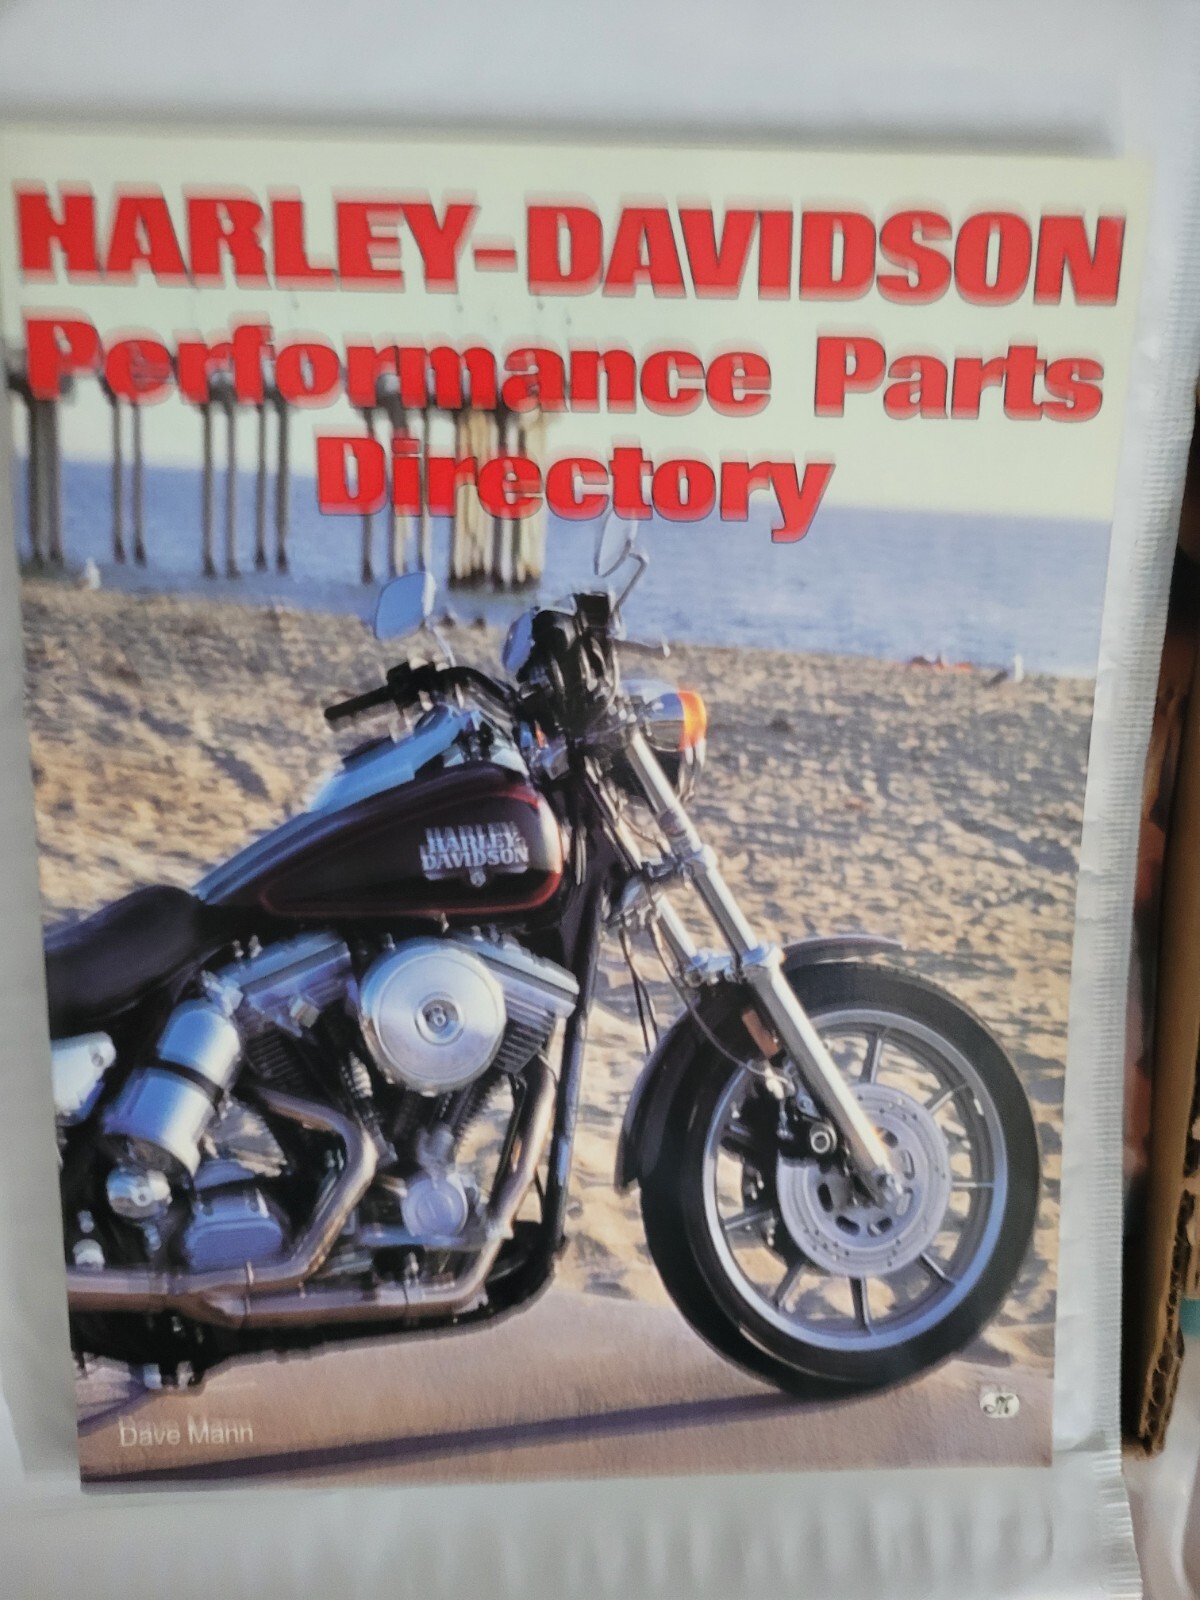 HARLEY-DAVIDSON
Performance Parts
Directory
HARLEY-
DAVIDSON
Dave Mann